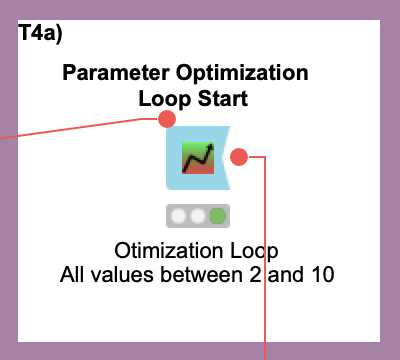 T4a)
Parameter Optimization
Loop Start
Otimization Loop
All values between 2 and 10